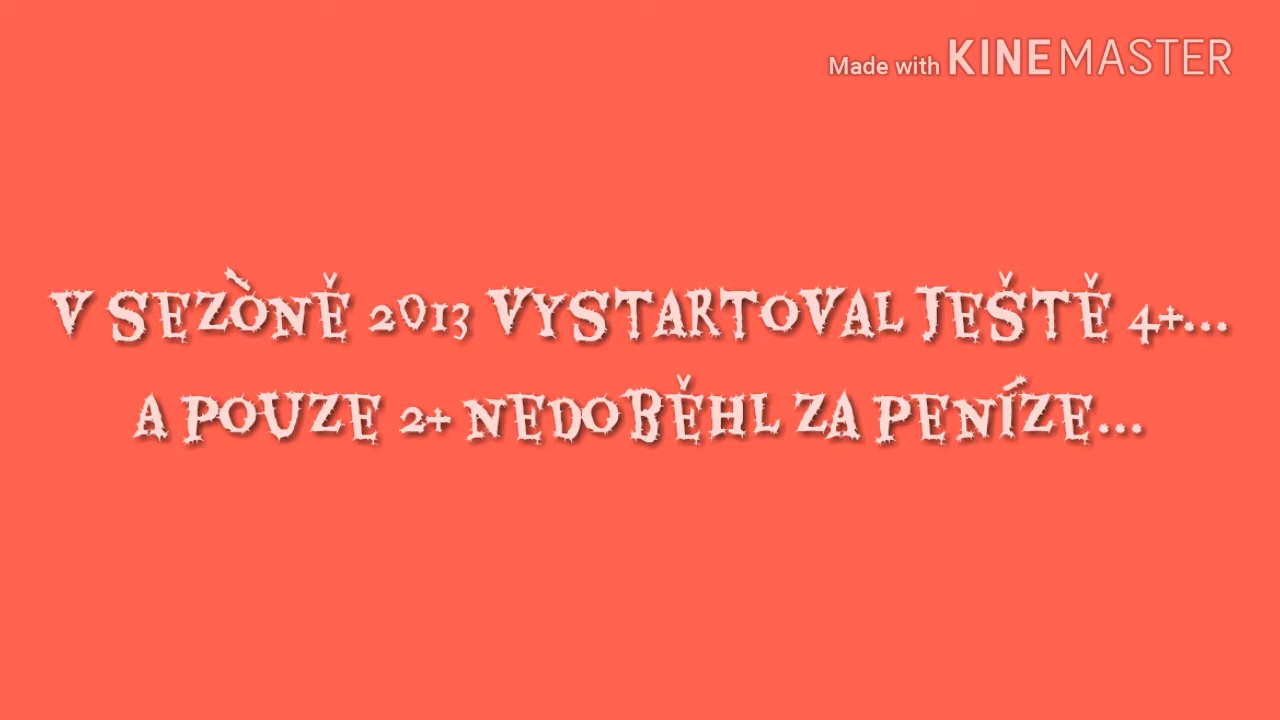 Made with KINEMASTER
V SEZÒNĚ 2013 VYSTARTOVAL JEŠTĚ 4+...
A POUZE 2+ NEDOBĚHL ZA PENÍZE...